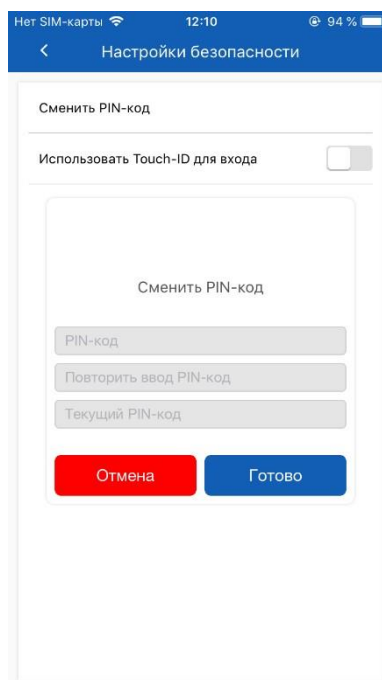 Нет SIM-карты 12:10 94 %
Настройки безопасности
Сменить PIN-код
Использовать Touch-ID для входа
Сменить PIN-код
PIN-код
Повторить ввод PIN-код
Текущий PIN-код
Отмена Готово